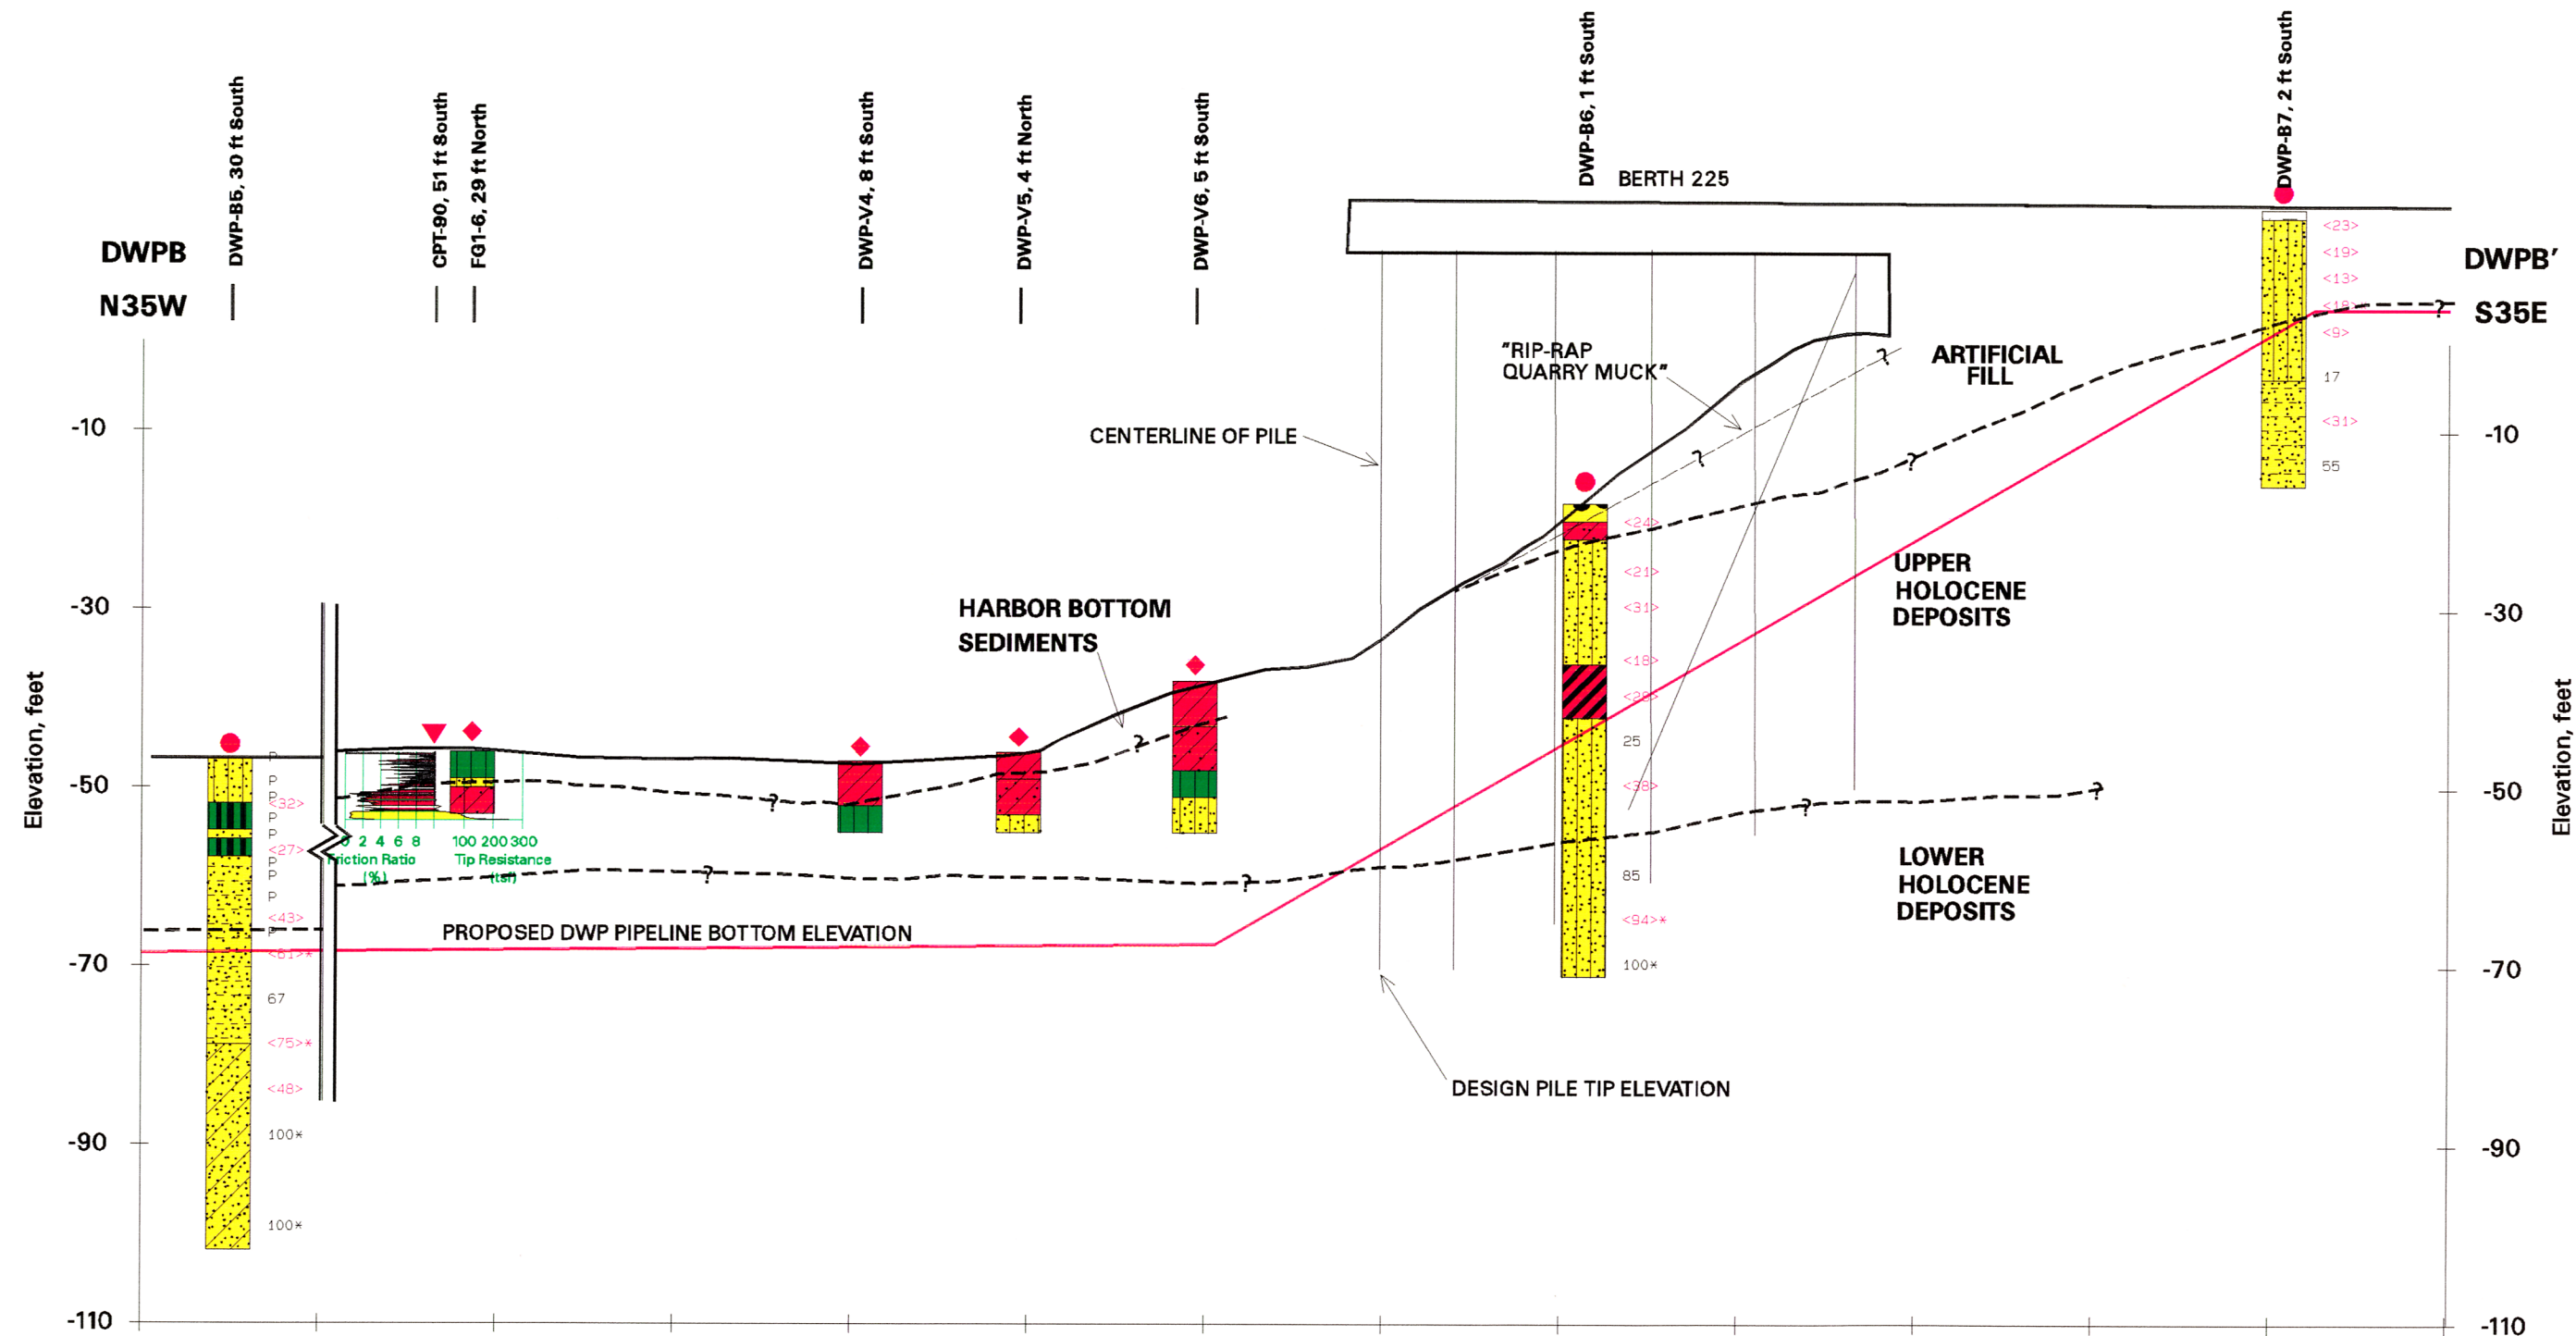 DWP-B5, 30 ft South
CPT-90, 51 ft South
FG1-6, 29 ft North
DWP-V4, 8 ft South
DWP-V5, 4 ft North
DWP-V6, 5 ft South
DWP-B6, 1 ft South
DWP-B7, 2 ft South
BERTH 225
DWPB
N35W
DWPB'
S35E
"RIP-RAP
QUARRY MUCK"
ARTIFICIAL
FILL
CENTERLINE OF PILE
HARBOR BOTTOM
SEDIMENTS
UPPER
HOLOCENE
DEPOSITS
LOWER
HOLOCENE
DEPOSITS
PROPOSED DWP PIPELINE BOTTOM ELEVATION
DESIGN PILE TIP ELEVATION
Elevation, feet
-10
-30
-50
-70
-90
-110
Elevation, feet
-10
-30
-50
-70
-90
-110
P
P
P
<32>
P
P
<27>
P
P
P
<43>
P
<61>*
67
<75>*
<48>
100*
100*
0 2 4 6 8
Friction Ratio
(%)
100 200 300
Tip Resistance
(tsf)
<24>
<21>
<31>
<18>
25
85
<94>*
100*
<23>
<19>
<13>
<18>
<9>
17
<31>
55
?
?
?
?
?
?
?
?
?